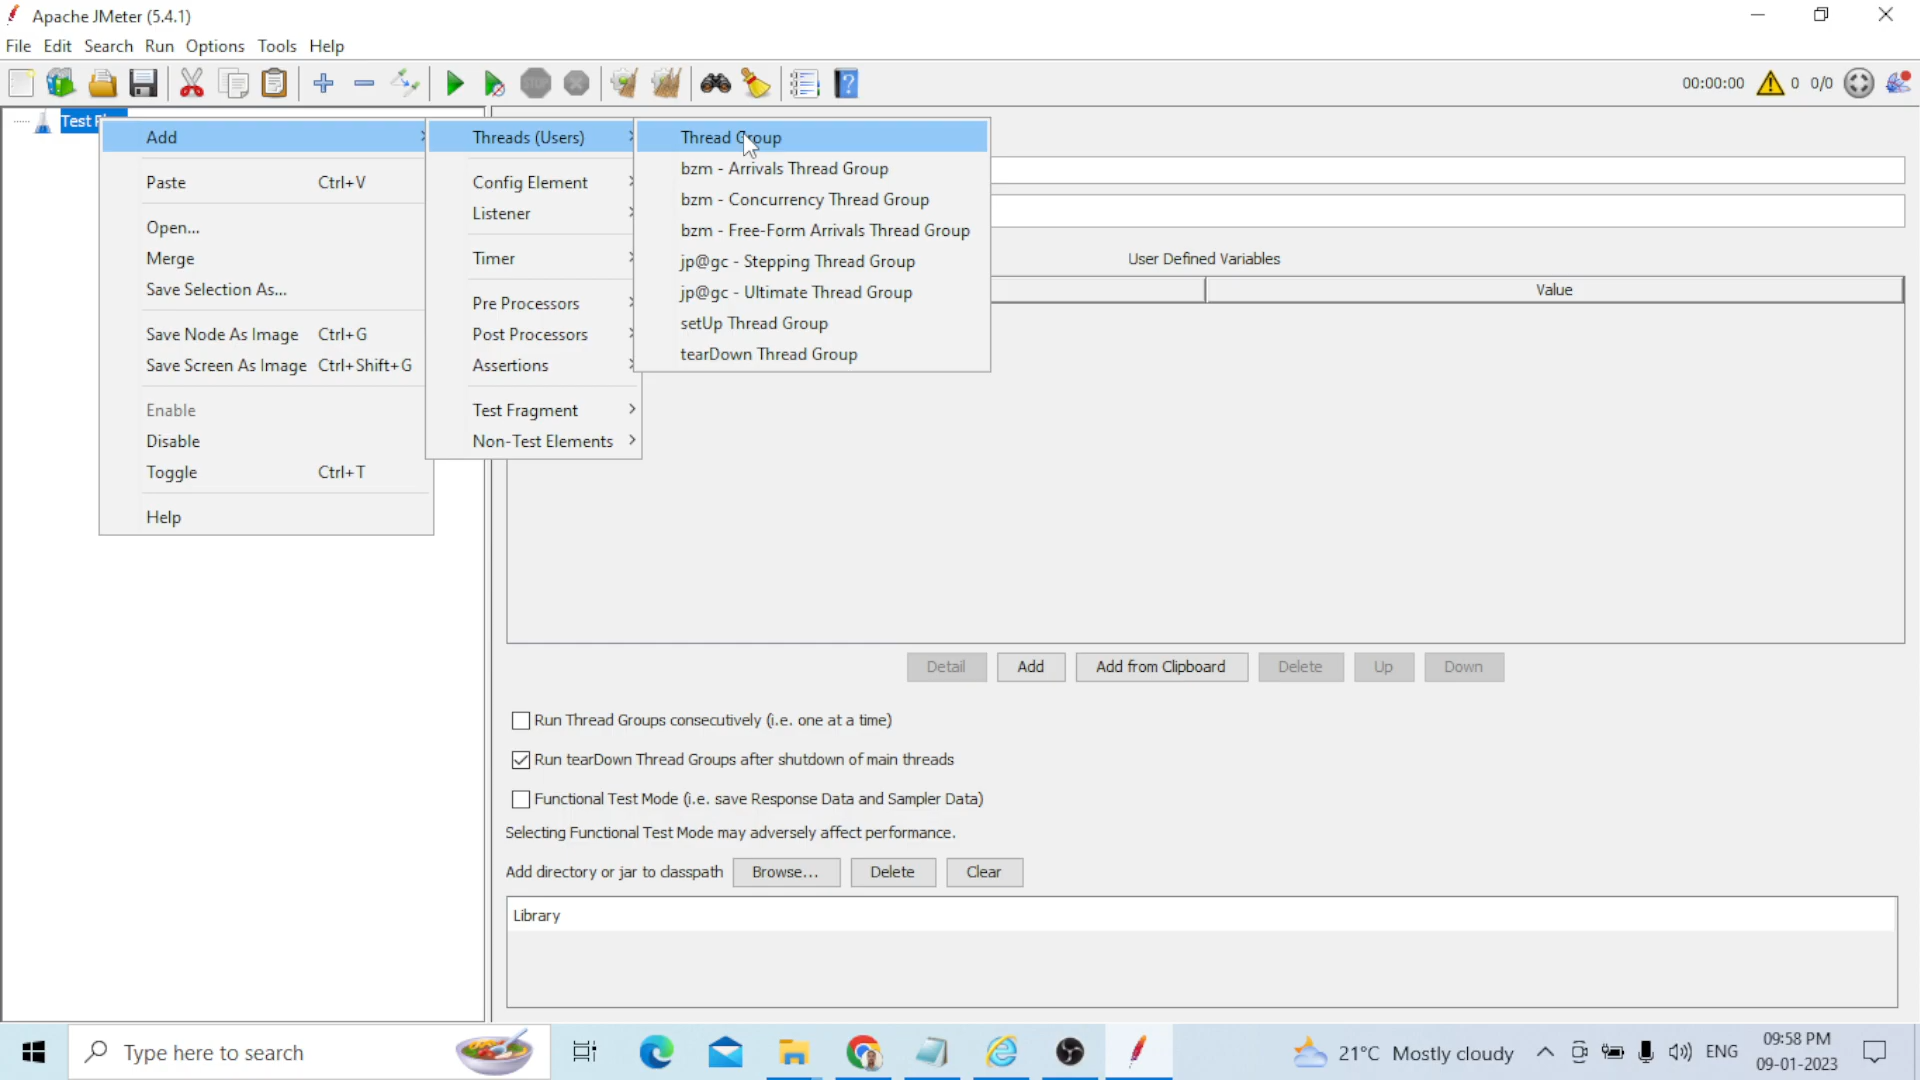 Apache JMeter (5.4.1)
File Edit Search Run Options Tools Help
STOP
00:00:00 0 0/0
Test
Add
Paste Ctrl+V
Open...
Merge
Save Selection As...
Save Node As Image Ctrl+G
Save Screen As Image Ctrl+Shift+G
Enable
Disable
Toggle Ctrl+T
Help
Threads (Users)
Config Element
Listener
Timer
Pre Processors
Post Processors
Assertions
Test Fragment
Non-Test Elements
Thread Group
bzm - Arrivals Thread Group
bzm - Concurrency Thread Group
bzm - Free-Form Arrivals Thread Group
jp@gc - Stepping Thread Group
jp@gc - Ultimate Thread Group
setUp Thread Group
tearDown Thread Group
User Defined Variables
Value
Detail Add Add from Clipboard Delete Up Down
Run Thread Groups consecutively (i.e. one at a time)
Run tearDown Thread Groups after shutdown of main threads
Functional Test Mode (i.e. save Response Data and Sampler Data)
Selecting Functional Test Mode may adversely affect performance.
Add directory or jar to classpath Browse... Delete Clear
Library
Type here to search
21°C Mostly cloudy
ENG
09:58 PM
09-01-2023